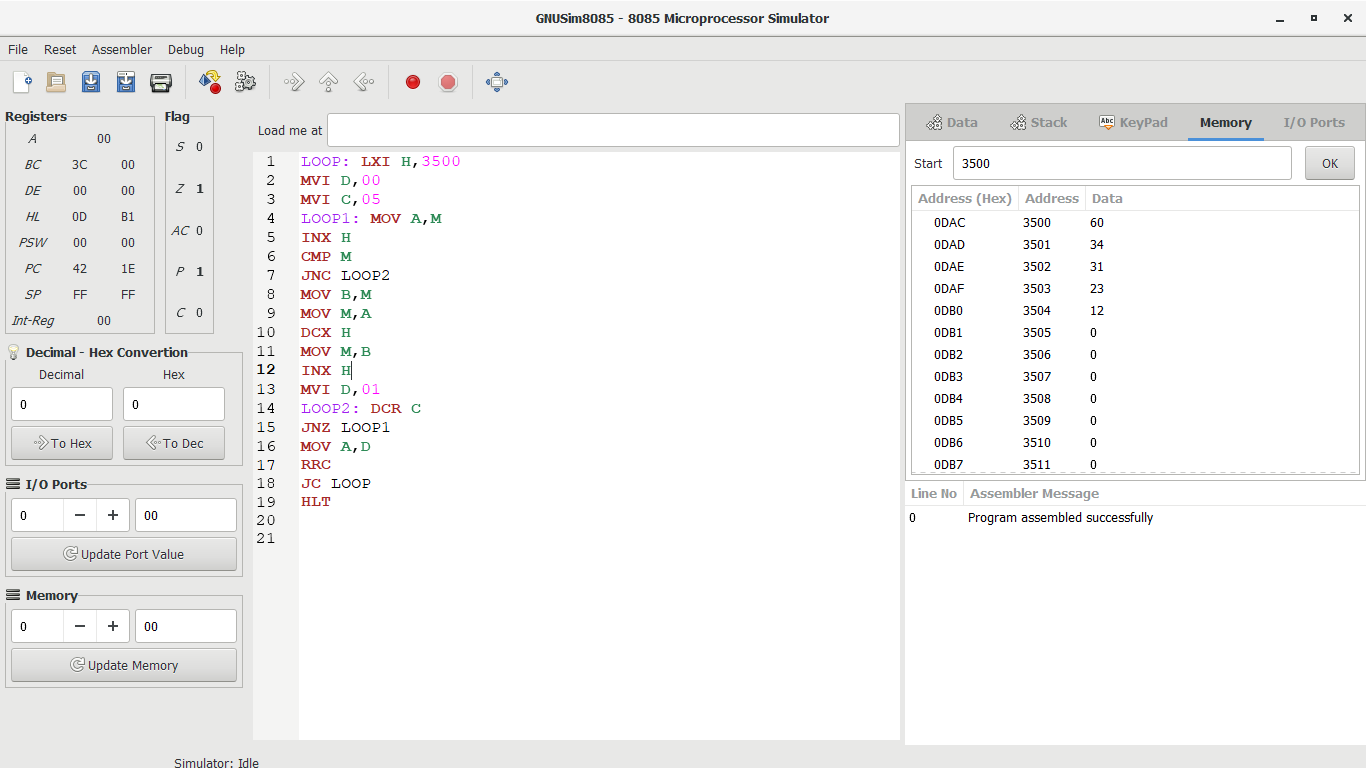 GNUSim8085 - 8085 Microprocessor Simulator
File Reset Assembler Debug Help
Registers
A 00
BC 3C 00
DE 00 00
HL 0D B1
PSW 00 00
PC 42 1E
SP FF FF
Int-Reg 00
Flag
S 0
Z 1
AC 0
P 1
C 0
Decimal - Hex Convertion
Decimal Hex
0 0
To Hex To Dec
I/O Ports
0 − + 00
Update Port Value
Memory
0 − + 00
Update Memory
Load me at
1 LOOP: LXI H,3500
2 MVI D,00
3 MVI C,05
4 LOOP1: MOV A,M
5 INX H
6 CMP M
7 JNC LOOP2
8 MOV B,M
9 MOV M,A
10 DCX H
11 MOV M,B
12 INX H
13 MVI D,01
14 LOOP2: DCR C
15 JNZ LOOP1
16 MOV A,D
17 RRC
18 JC LOOP
19 HLT
20
21
Data Stack Abc KeyPad Memory I/O Ports
Start 3500 OK
Address (Hex) Address Data
0DAC 3500 60
0DAD 3501 34
0DAE 3502 31
0DAF 3503 23
0DB0 3504 12
0DB1 3505 0
0DB2 3506 0
0DB3 3507 0
0DB4 3508 0
0DB5 3509 0
0DB6 3510 0
0DB7 3511 0
Line No Assembler Message
0 Program assembled successfully
Simulator: Idle